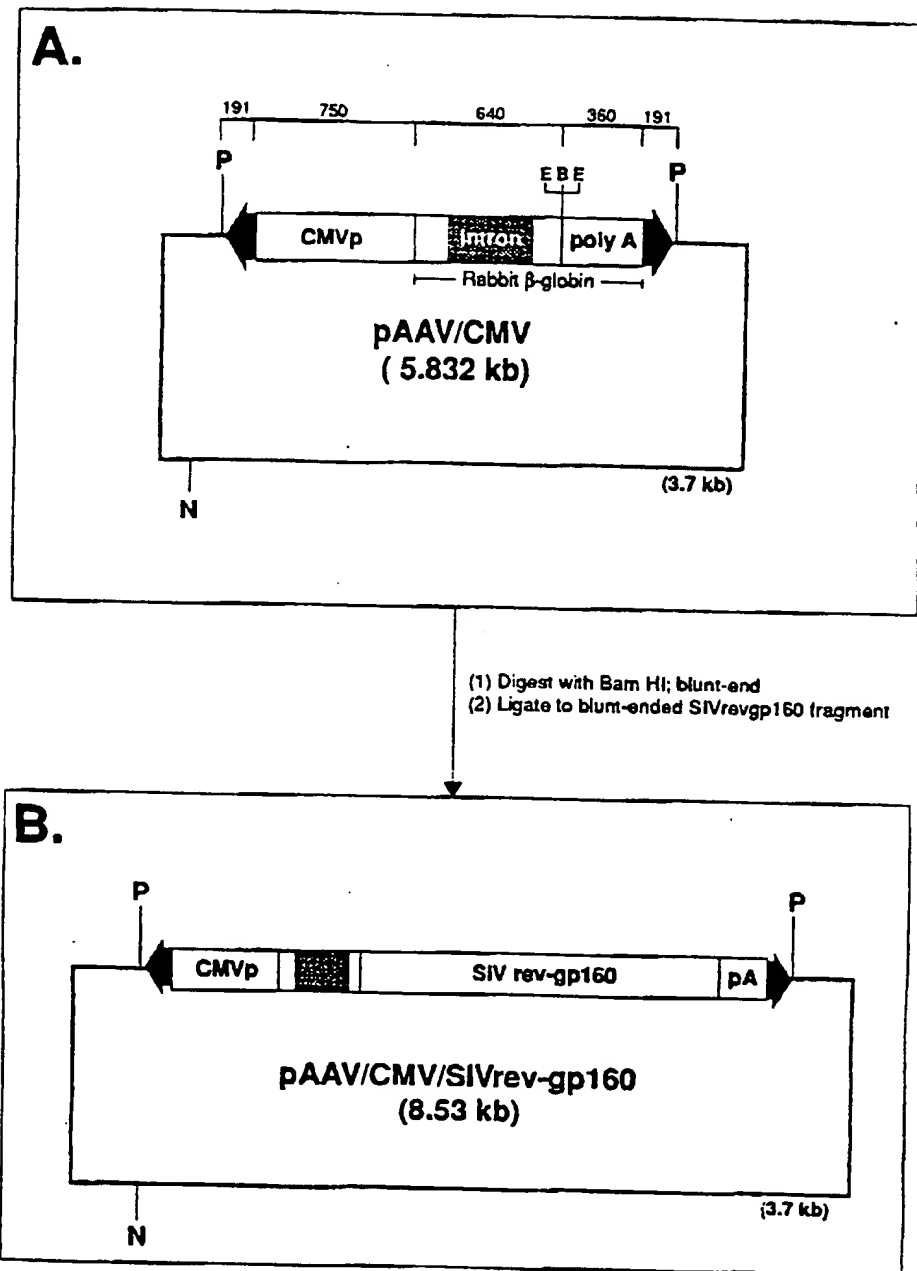 A.
191 750 640 360 191
P
P
E B E
CMVp
intron
poly A
Rabbit β-globin
pAAV/CMV
( 5.832 kb)
(3.7 kb)
N
(1) Digest with Bam HI; blunt-end
(2) Ligate to blunt-ended SIVrevgp160 fragment
B.
P
P
CMVp
SIV rev-gp160
pA
pAAV/CMV/SIVrev-gp160
(8.53 kb)
(3.7 kb)
N